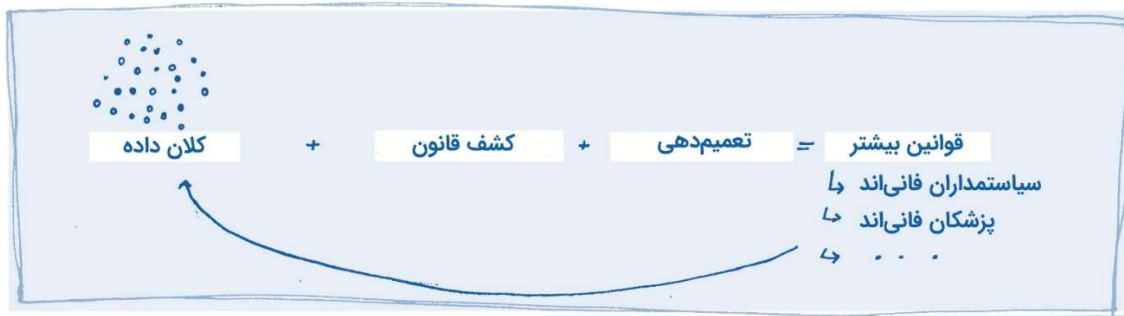 کلان داده + کشف قانون + تعمیم‌دهی = قوانین بیشتر
سیاستمداران فانی‌اند
پزشکان فانی‌اند
. . .